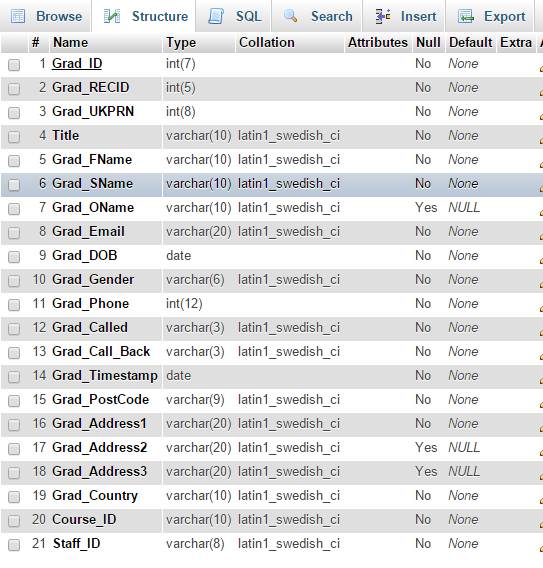 Browse Structure SQL Search Insert Export
# Name Type Collation Attributes Null Default Extra
1 Grad_ID int(7) No None
2 Grad_RECID int(5) No None
3 Grad_UKPRN int(8) No None
4 Title varchar(10) latin1_swedish_ci No None
5 Grad_FName varchar(10) latin1_swedish_ci No None
6 Grad_SName varchar(10) latin1_swedish_ci No None
7 Grad_OName varchar(10) latin1_swedish_ci Yes NULL
8 Grad_Email varchar(20) latin1_swedish_ci No None
9 Grad_DOB date No None
10 Grad_Gender varchar(6) latin1_swedish_ci No None
11 Grad_Phone int(12) No None
12 Grad_Called varchar(3) latin1_swedish_ci No None
13 Grad_Call_Back varchar(3) latin1_swedish_ci No None
14 Grad_Timestamp date No None
15 Grad_PostCode varchar(9) latin1_swedish_ci No None
16 Grad_Address1 varchar(20) latin1_swedish_ci No None
17 Grad_Address2 varchar(20) latin1_swedish_ci Yes NULL
18 Grad_Address3 varchar(20) latin1_swedish_ci Yes NULL
19 Grad_Country varchar(10) latin1_swedish_ci No None
20 Course_ID varchar(10) latin1_swedish_ci No None
21 Staff_ID varchar(8) latin1_swedish_ci No None